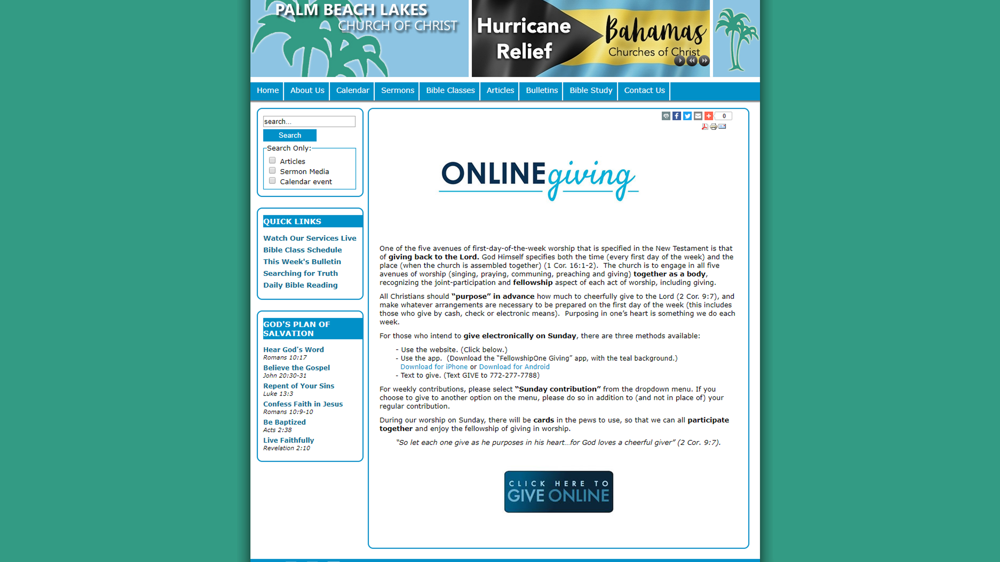 PALM BEACH LAKES
CHURCH OF CHRIST
Hurricane
Relief
Bahamas
Churches of Christ
Home
About Us
Calendar
Sermons
Bible Classes
Articles
Bulletins
Bible Study
Contact Us
search...
Search
Search Only:
Articles
Sermon Media
Calendar event
QUICK LINKS
Watch Our Services Live
Bible Class Schedule
This Week's Bulletin
Searching for Truth
Daily Bible Reading
GOD'S PLAN OF
SALVATION
Hear God's Word
Romans 10:17
Believe the Gospel
John 20:30-31
Repent of Your Sins
Luke 13:3
Confess Faith in Jesus
Romans 10:9-10
Be Baptized
Acts 2:38
Live Faithfully
Revelation 2:10
0
ONLINE giving
One of the five avenues of first-day-of-the-week worship that is specified in the New Testament is that
of giving back to the Lord. God Himself specifies both the time (every first day of the week) and the
place (when the church is assembled together) (1 Cor. 16:1-2).  The church is to engage in all five
avenues of worship (singing, praying, communing, preaching and giving) together as a body,
recognizing the joint-participation and fellowship aspect of each act of worship, including giving.
All Christians should “purpose” in advance how much to cheerfully give to the Lord (2 Cor. 9:7), and
make whatever arrangements are necessary to be prepared on the first day of the week (this includes
those who give by cash, check or electronic means).  Purposing in one’s heart is something we do each
week.
For those who intend to give electronically on Sunday, there are three methods available:
- Use the website. (Click below.)
- Use the app.  (Download the “FellowshipOne Giving” app, with the teal background.)
Download for iPhone or Download for Android
- Text to give. (Text GIVE to 772-277-7788)
For weekly contributions, please select “Sunday contribution” from the dropdown menu. If you
choose to give to another option on the menu, please do so in addition to (and not in place of) your
regular contribution.
During our worship on Sunday, there will be cards in the pews to use, so that we can all participate
together and enjoy the fellowship of giving in worship.
“So let each one give as he purposes in his heart…for God loves a cheerful giver” (2 Cor. 9:7).
CLICK HERE TO
GIVE ONLINE